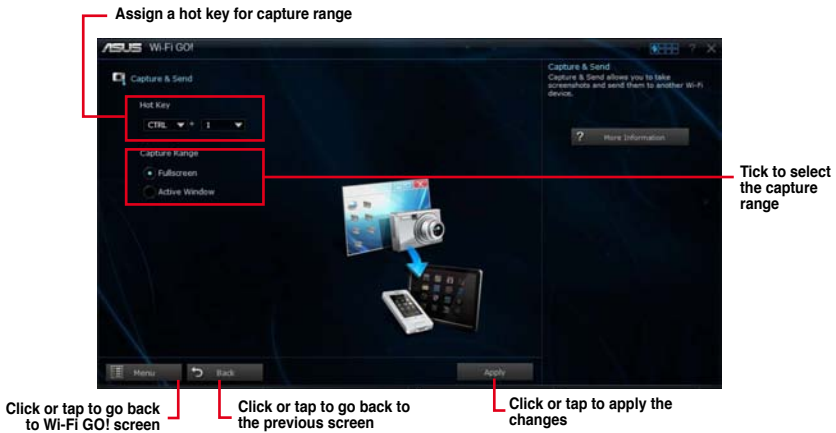 Assign a hot key for capture range
ASUS Wi-Fi GO!
?
Capture & Send
Hot Key
CTRL + 1
Capture Range
Fullscreen
Active Window
Capture & Send
Capture & Send allows you to take
screenshots and send them to another Wi-Fi
device.
? More Information
Tick to select
the capture
range
Menu
Back
Apply
Click or tap to go back
to Wi-Fi GO! screen
Click or tap to go back to
the previous screen
Click or tap to apply the
changes